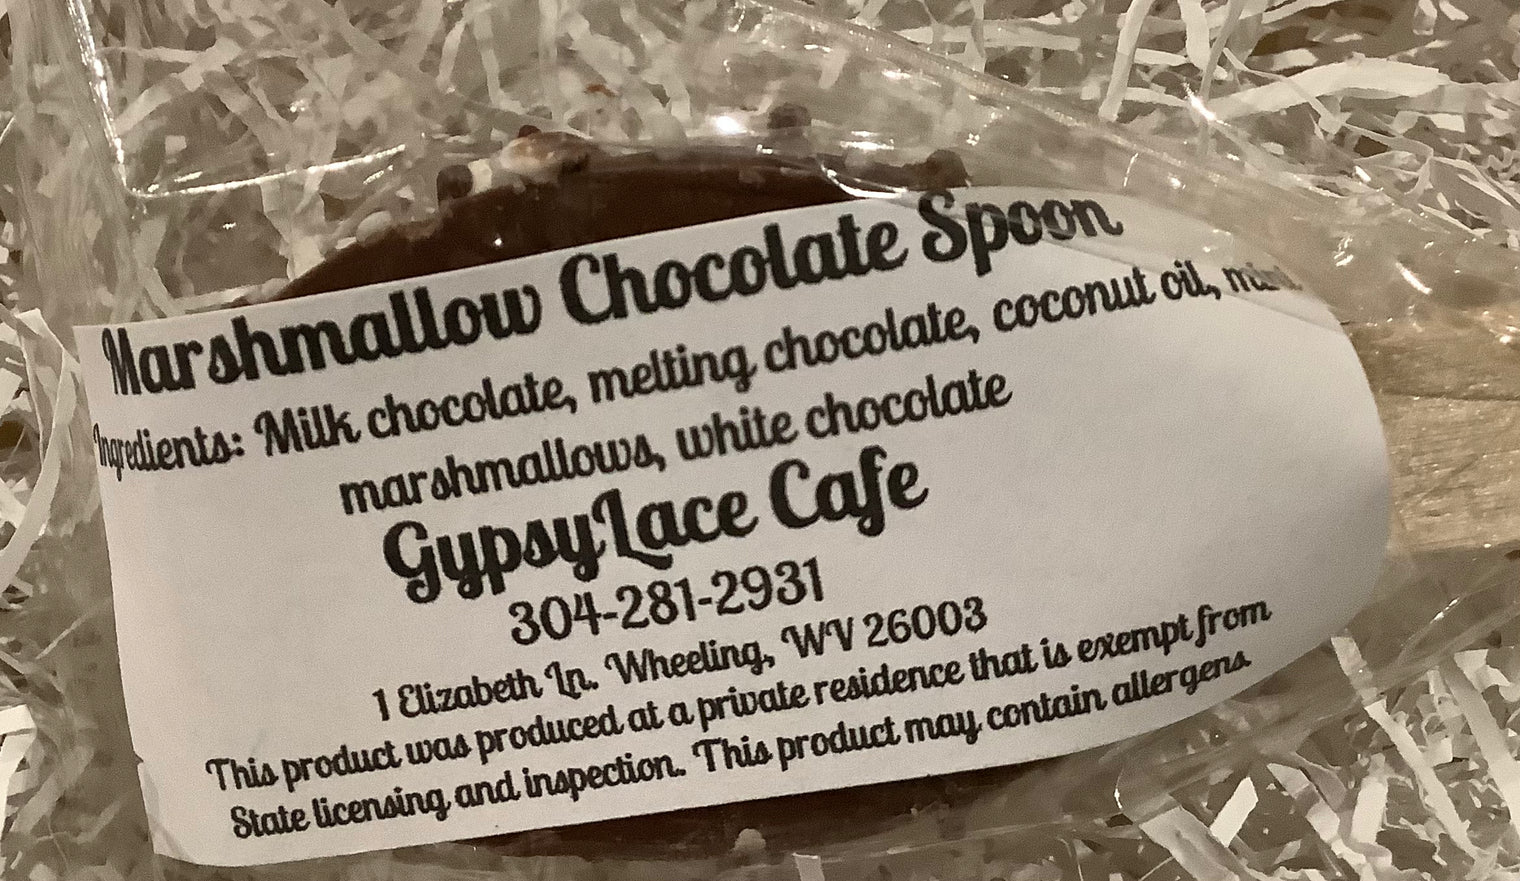 Marshmallow Chocolate Spoon
Ingredients: Milk chocolate, melting chocolate, coconut oil,
marshmallows, white chocolate
GypsyLace Cafe
304-281-2931
1 Elizabeth Ln. Wheeling, WV 26003
This product was produced at a private residence that is exempt from
State licensing and inspection. This product may contain allergens